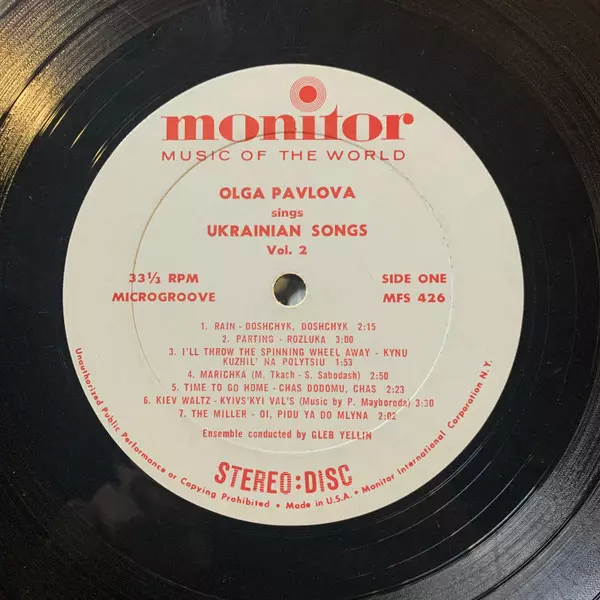 monitor
MUSIC OF THE WORLD
OLGA PAVLOVA
sings
UKRAINIAN SONGS
Vol. 2
33⅓ RPM
MICROGROOVE
SIDE ONE
MFS 426
1. RAIN - DOSHCHYK, DOSHCHYK 2:15
2. PARTING - ROZLUKA 3:00
3. I'LL THROW THE SPINNING WHEEL AWAY - KYNU
KUZHIL' NA POLYTSIU 1:53
4. MARICHKA (M. Tkach - S. Sabodash) 2:50
5. TIME TO GO HOME - CHAS DODOMU, CHAS 2:23
6. KIEV WALTZ - KYIVS'KYI VAL'S (Music by P. Mayboroda) 3:30
7. THE MILLER - OI, PIDU YA DO MLYNA 2:02
Ensemble conducted by GLEB YELLIN
STEREO:DISC
Unauthorized Public Performance or Copying Prohibited • Made in U.S.A. • Monitor International Corporation N.Y.